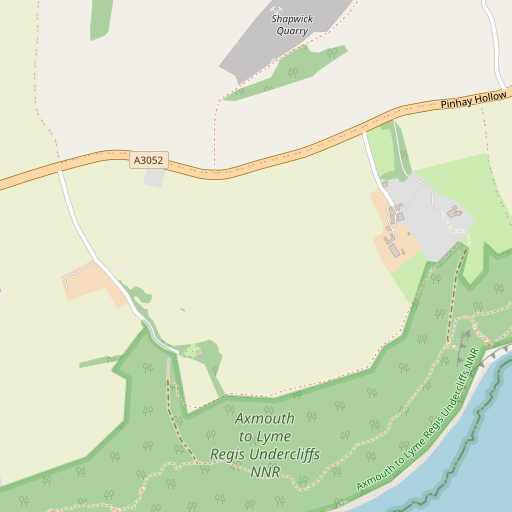 Shapwick
Quarry
Pinhay Hollow
A3052
Axmouth
to Lyme
Regis Undercliffs
NNR
Axmouth to Lyme Regis Undercliffs NNR